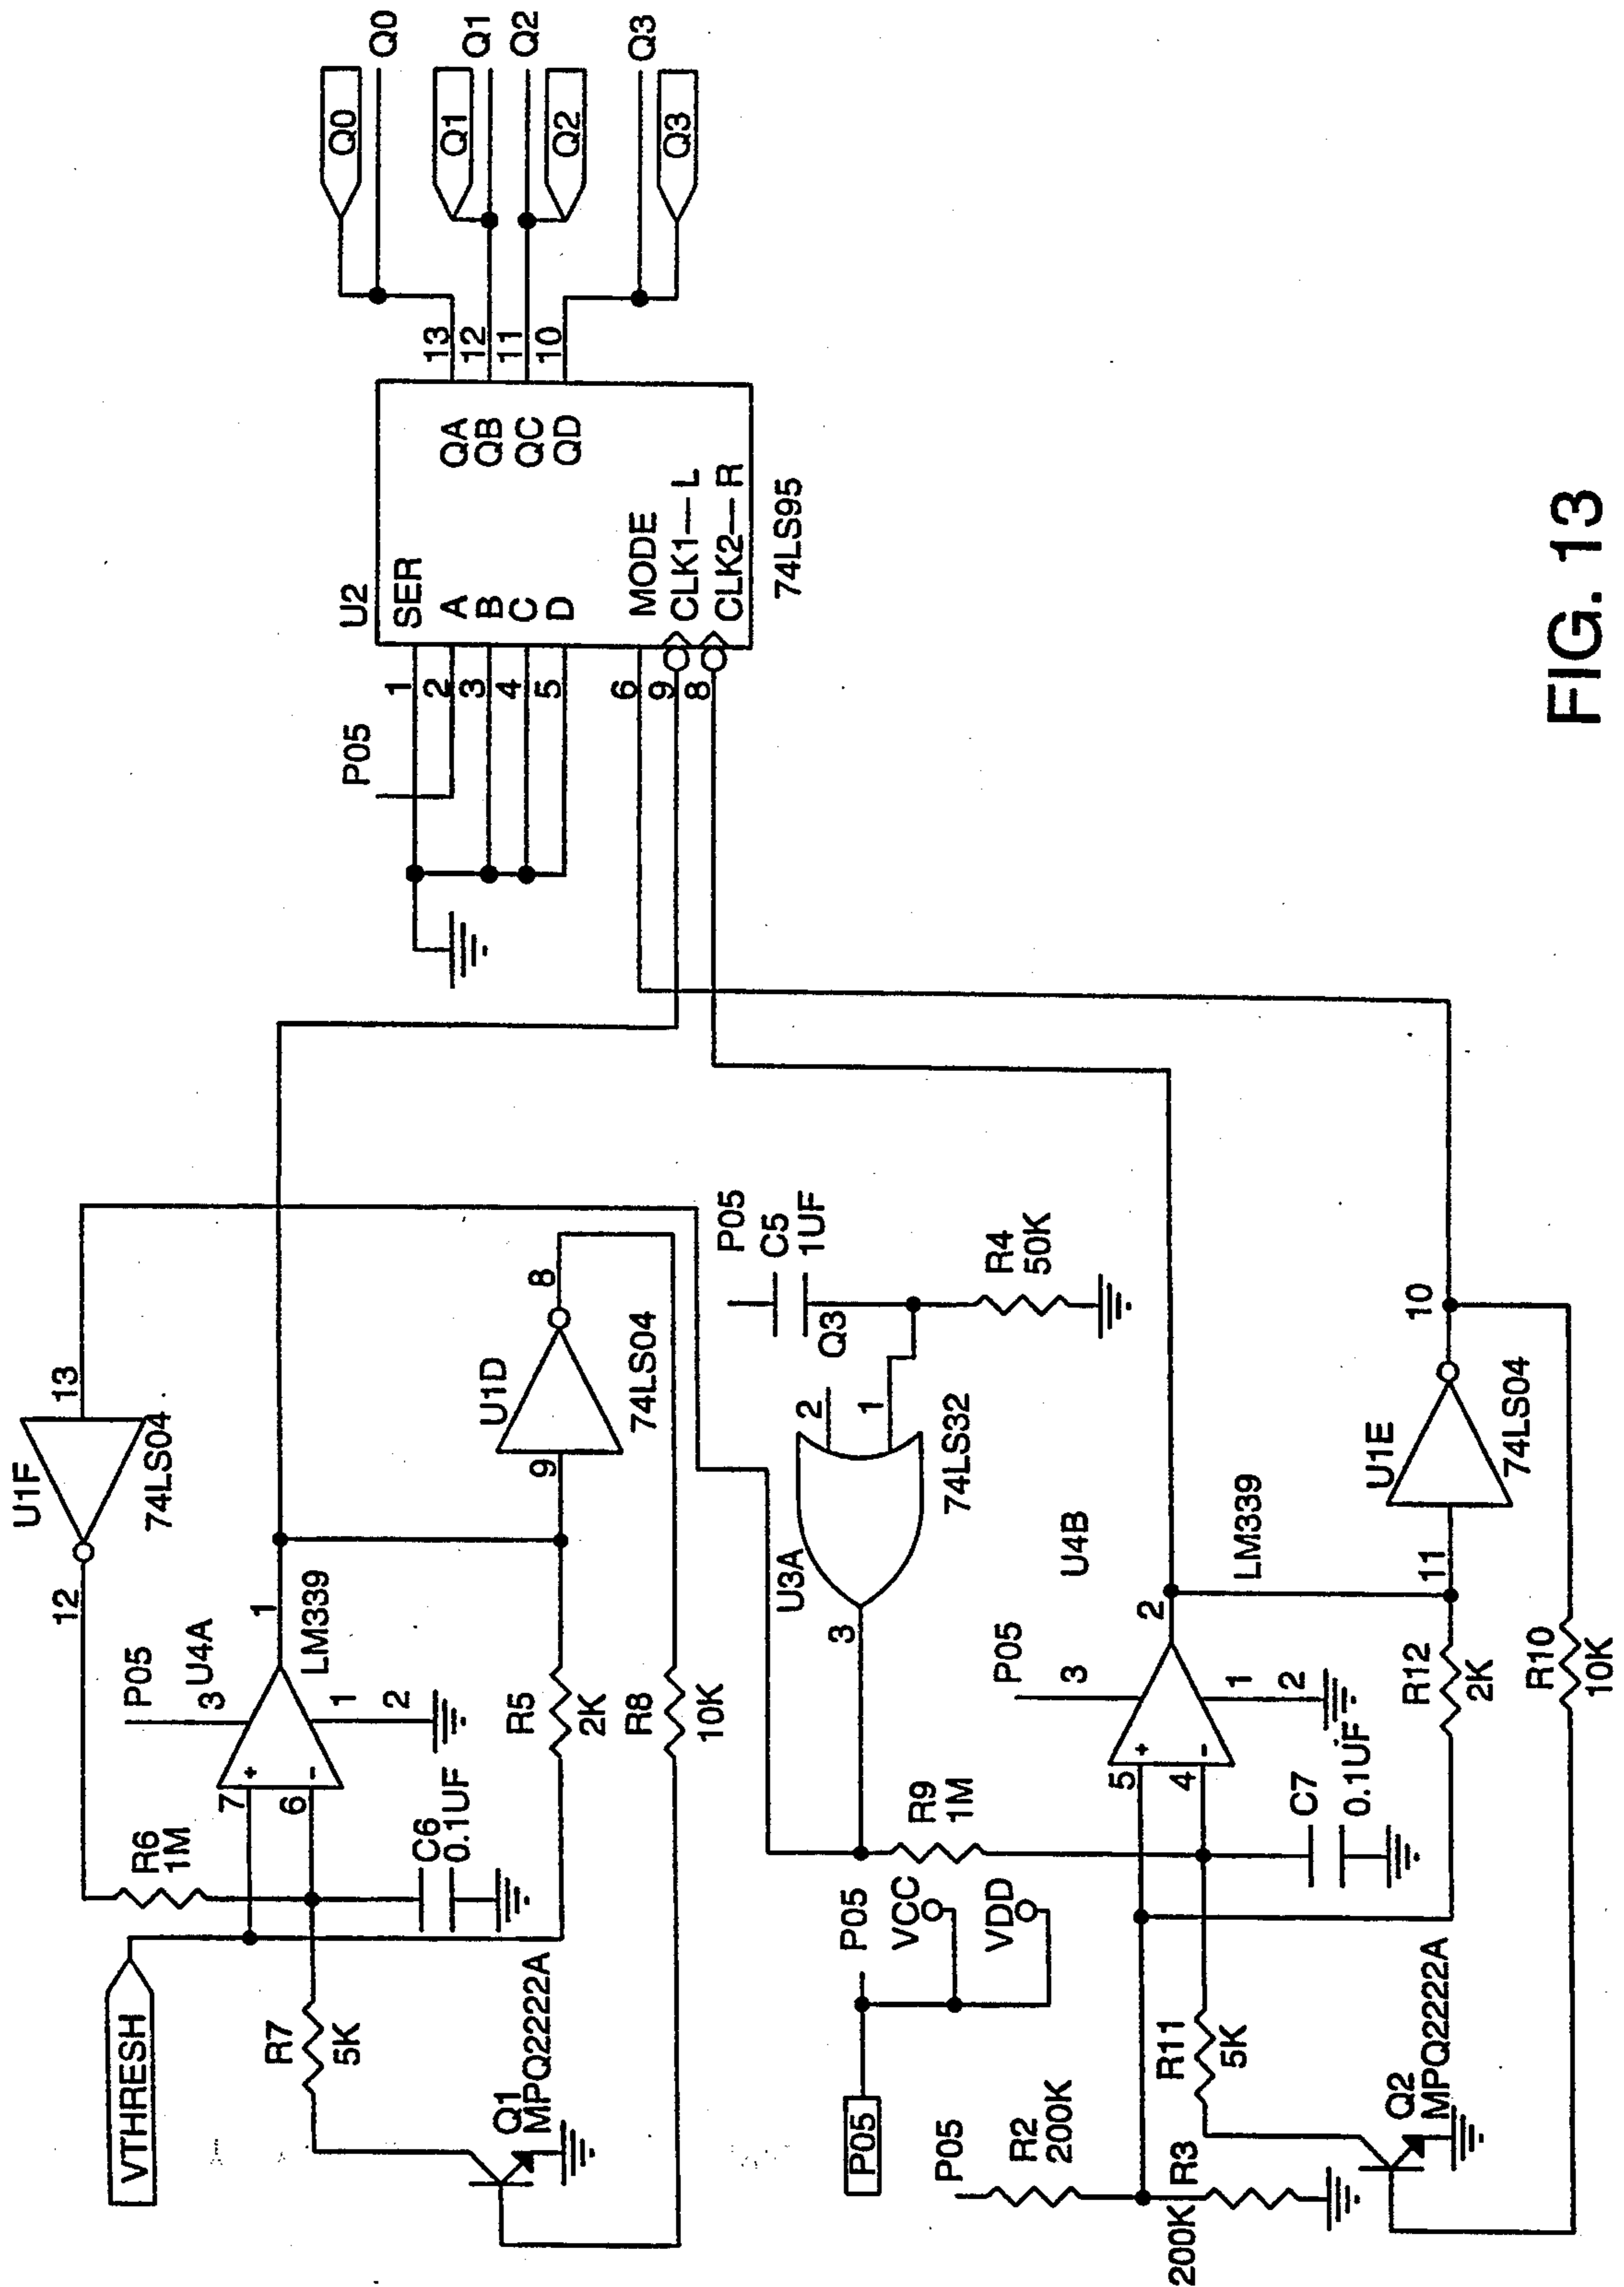 U1F
13
12
74LS04
P05
3
U4A
1
LM339
1
2
7
+
6
-
R6
1M
C6
0.1UF
VTHRESH
R7
5K
Q1
MPQ2222A
R5
2K
R8
10K
U1D
9
8
74LS04
P05
C5
1UF
Q3
2
1
R4
50K
U3A
3
74LS32
P05
P05
VCC
VDD
R9
1M
P05
3
U4B
2
LM339
1
2
5
+
4
-
C7
0.1UF
P05
R2
200K
R3
200K
R11
5K
Q2
MPQ2222A
R12
2K
R10
10K
U1E
11
10
74LS04
P05
U2
1
SER
2
A
3
B
4
C
5
D
6
MODE
9
CLK1—L
8
CLK2—R
QA
13
QB
12
QC
11
QD
10
74LS95
Q0
Q0
Q1
Q1
Q2
Q2
Q3
Q3
FIG. 13